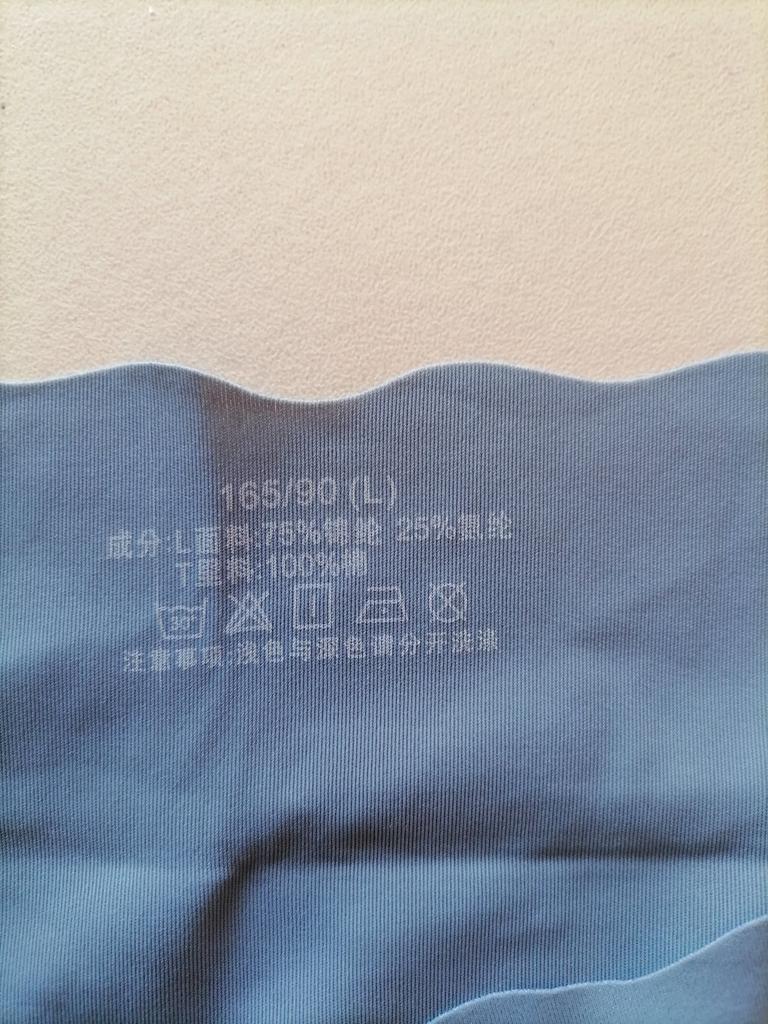 165/90 (L)
成分:L面料:75%锦纶 25%氨纶
T里料:100%棉
30°
注意事项:浅色与深色请分开洗涤